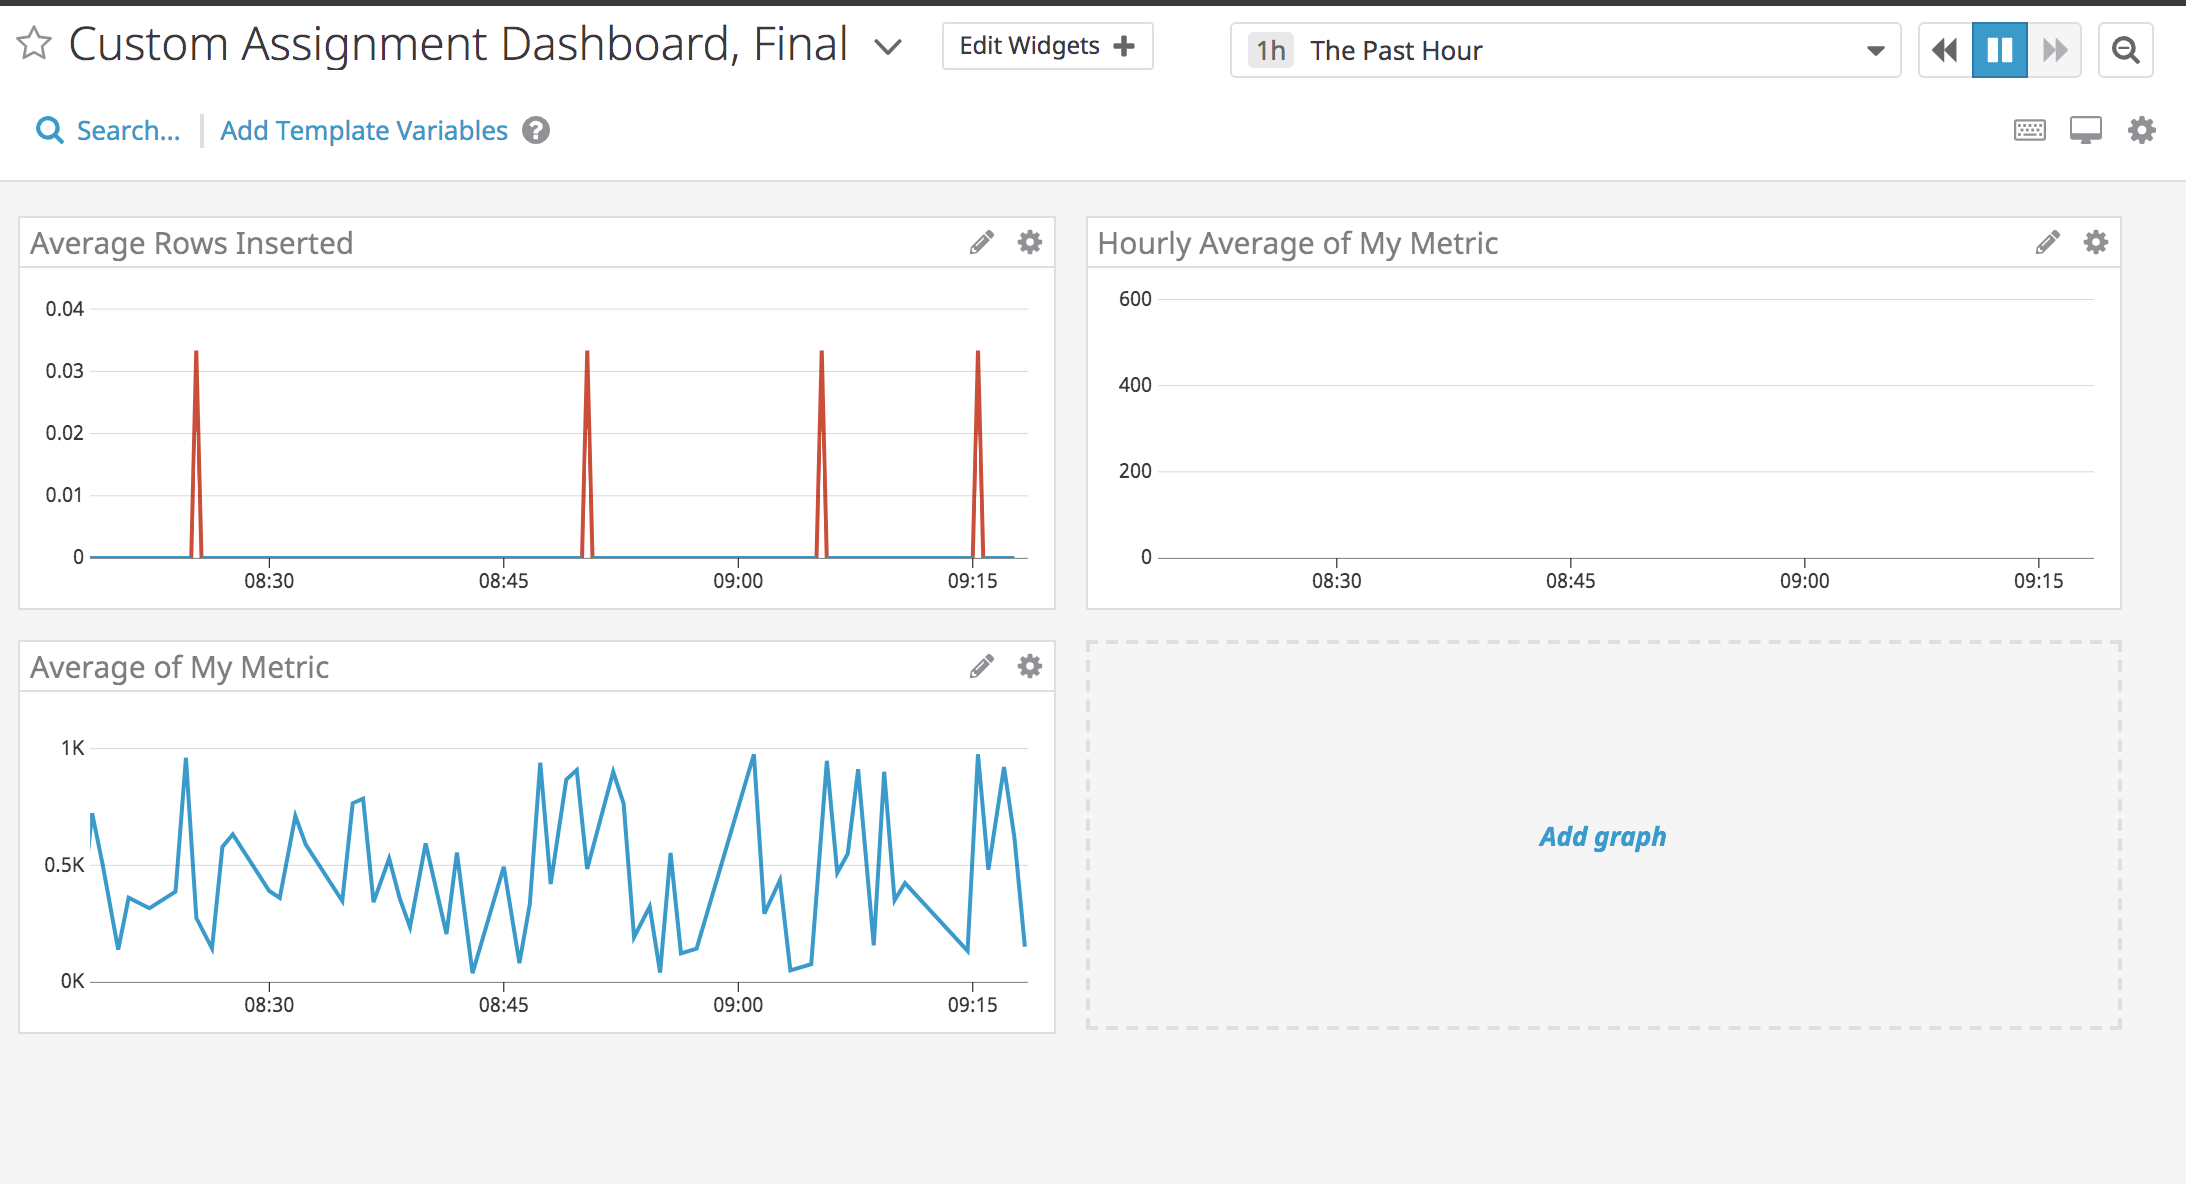 Custom Assignment Dashboard, Final
Edit Widgets
1h The Past Hour
Search...
Add Template Variables ?
Average Rows Inserted
0.04
0.03
0.02
0.01
0
08:30 08:45 09:00 09:15
Hourly Average of My Metric
600
400
200
0
08:30 08:45 09:00 09:15
Average of My Metric
1K
0.5K
0K
08:30 08:45 09:00 09:15
Add graph